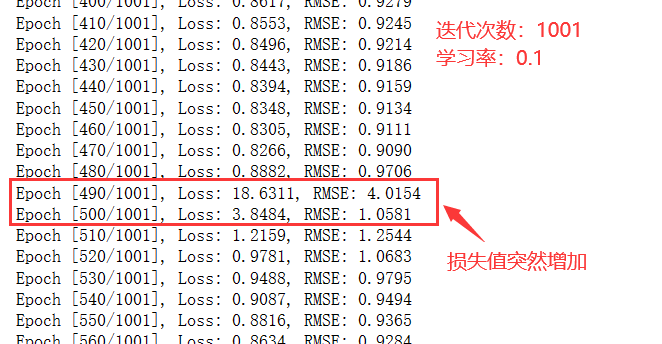 Epoch [400/1001], Loss: 0.8617, RMSE: 0.9279
迭代次数：1001
Epoch [410/1001], Loss: 0.8553, RMSE: 0.9245
学习率：0.1
Epoch [420/1001], Loss: 0.8496, RMSE: 0.9214
Epoch [430/1001], Loss: 0.8443, RMSE: 0.9186
Epoch [440/1001], Loss: 0.8394, RMSE: 0.9159
Epoch [450/1001], Loss: 0.8348, RMSE: 0.9134
Epoch [460/1001], Loss: 0.8305, RMSE: 0.9111
Epoch [470/1001], Loss: 0.8266, RMSE: 0.9090
Epoch [480/1001], Loss: 0.8882, RMSE: 0.9706
Epoch [490/1001], Loss: 18.6311, RMSE: 4.0154
Epoch [500/1001], Loss: 3.8484, RMSE: 1.0581
Epoch [510/1001], Loss: 1.2159, RMSE: 1.2544
Epoch [520/1001], Loss: 0.9781, RMSE: 1.0683
损失值突然增加
Epoch [530/1001], Loss: 0.9488, RMSE: 0.9795
Epoch [540/1001], Loss: 0.9087, RMSE: 0.9494
Epoch [550/1001], Loss: 0.8816, RMSE: 0.9365
Epoch [560/1001], Loss: 0.8634, RMSE: 0.9284